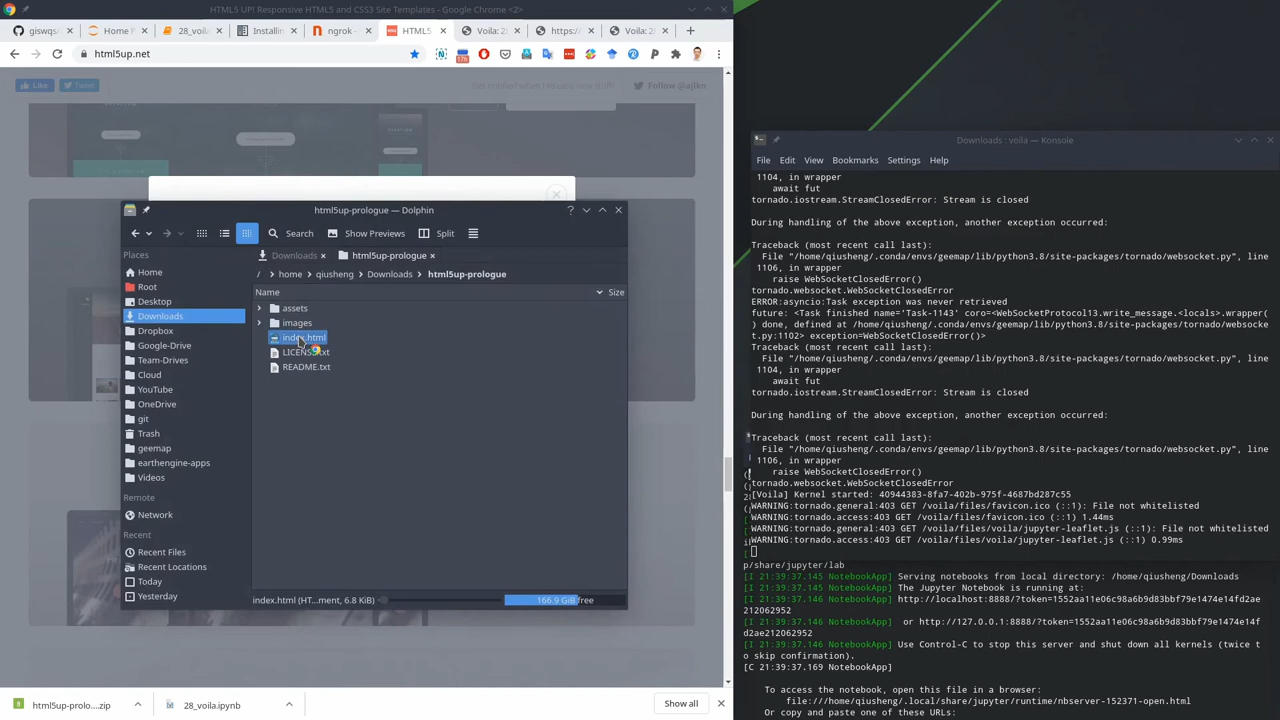 HTML5 UP! Responsive HTML5 and CSS3 Site Templates - Google Chrome <2>
giswqs/
Home P
28_voila
Installin
ngrok -
HTML5
Voila: 28
https:/
Voila: 28
html5up.net
176
Like
Tweet
Get notified when I release new stuff!
Follow @ajlkn
html5up-prologue — Dolphin
Search
Show Previews
Split
Places
Downloads
html5up-prologue
/ home qiusheng Downloads html5up-prologue
Name
Size
Home
Root
Desktop
Downloads
Dropbox
Google-Drive
Team-Drives
Cloud
YouTube
OneDrive
git
Trash
geemap
earthengine-apps
Videos
Remote
Network
Recent
Recent Files
Recent Locations
Today
Yesterday
assets
images
index.html
LICENSE.txt
README.txt
index.html (HT...ment, 6.8 KiB)
166.9 GiB free
html5up-prolo....zip
28_voila.ipynb
Show all
Downloads : voila — Konsole
File Edit View Bookmarks Settings Help
1104, in wrapper
await fut
tornado.iostream.StreamClosedError: Stream is closed
During handling of the above exception, another exception occurred:
Traceback (most recent call last):
File "/home/qiusheng/.conda/envs/geemap/lib/python3.8/site-packages/tornado/websocket.py", line
1106, in wrapper
raise WebSocketClosedError()
tornado.websocket.WebSocketClosedError
ERROR:asyncio:Task exception was never retrieved
future: <Task finished name='Task-1143' coro=<WebSocketProtocol13.write_message.<locals>.wrapper(
) done, defined at /home/qiusheng/.conda/envs/geemap/lib/python3.8/site-packages/tornado/websocke
t.py:1102> exception=WebSocketClosedError()>
Traceback (most recent call last):
File "/home/qiusheng/.conda/envs/geemap/lib/python3.8/site-packages/tornado/websocket.py", line
1104, in wrapper
await fut
tornado.iostream.StreamClosedError: Stream is closed
During handling of the above exception, another exception occurred:
Traceback (most recent call last):
File "/home/qiusheng/.conda/envs/geemap/lib/python3.8/site-packages/tornado/websocket.py", line
1106, in wrapper
raise WebSocketClosedError()
tornado.websocket.WebSocketClosedError
[Voila] Kernel started: 40944383-8fa7-402b-975f-4687bd287c55
WARNING:tornado.general:403 GET /voila/files/favicon.ico (::1): File not whitelisted
WARNING:tornado.access:403 GET /voila/files/favicon.ico (::1) 1.44ms
WARNING:tornado.general:403 GET /voila/files/voila/jupyter-leaflet.js (::1): File not whitelisted
WARNING:tornado.access:403 GET /voila/files/voila/jupyter-leaflet.js (::1) 0.99ms
p/share/jupyter/lab
[I 21:39:37.145 NotebookApp] Serving notebooks from local directory: /home/qiusheng/Downloads
[I 21:39:37.145 NotebookApp] The Jupyter Notebook is running at:
[I 21:39:37.146 NotebookApp] http://localhost:8888/?token=1552aa11e06c98a6b9d83bbf79e1474e14fd2ae
212062952
[I 21:39:37.146 NotebookApp] or http://127.0.0.1:8888/?token=1552aa11e06c98a6b9d83bbf79e1474e14f
d2ae212062952
[I 21:39:37.146 NotebookApp] Use Control-C to stop this server and shut down all kernels (twice t
o skip confirmation).
[C 21:39:37.169 NotebookApp]
To access the notebook, open this file in a browser:
file:///home/qiusheng/.local/share/jupyter/runtime/nbserver-152371-open.html
Or copy and paste one of these URLs: